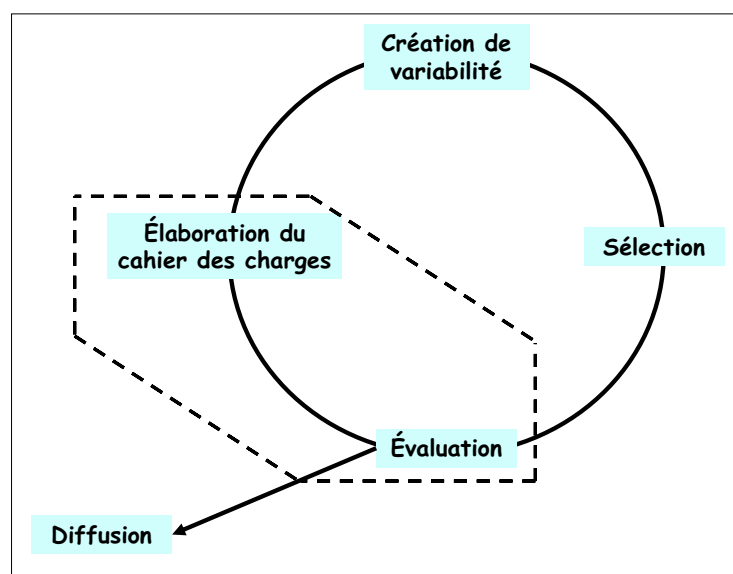 Création de
variabilité
Élaboration du
cahier des charges
Sélection
Évaluation
Diffusion